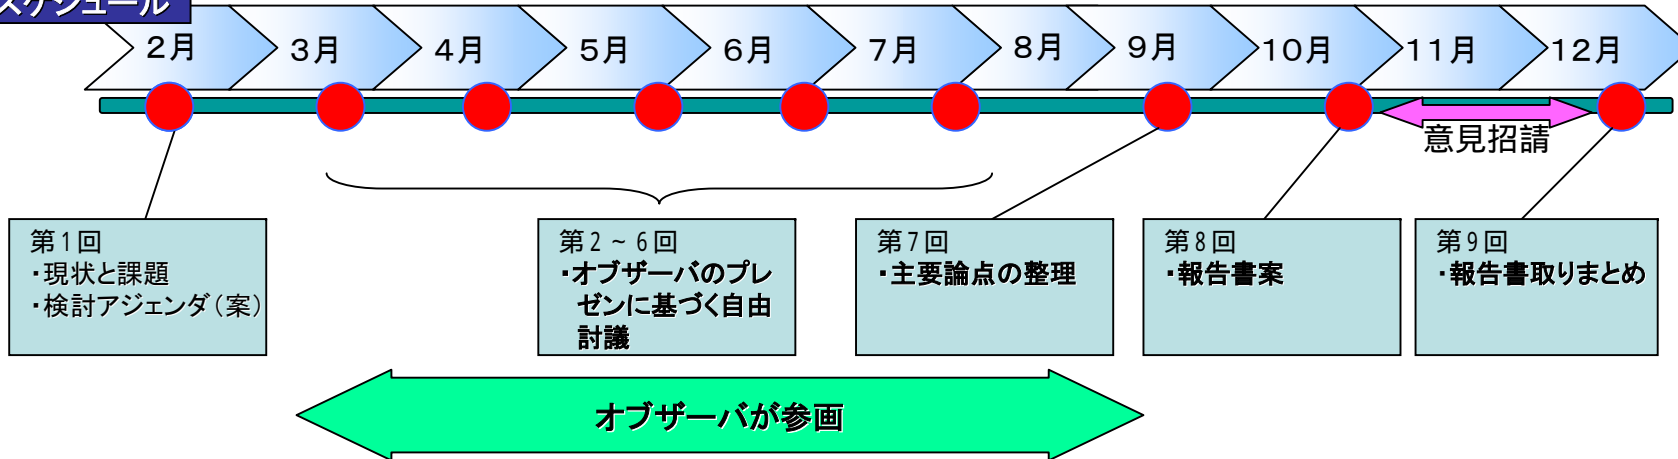 スケジュール
2月 3月 4月 5月 6月 7月 8月 9月 10月 11月 12月
意見招請
第1回
・現状と課題
・検討アジェンダ(案)
第2~6回
・オブザーバのプレ
ゼンに基づく自由
討議
第7回
・主要論点の整理
第8回
・報告書案
第9回
・報告書取りまとめ
オブザーバが参画